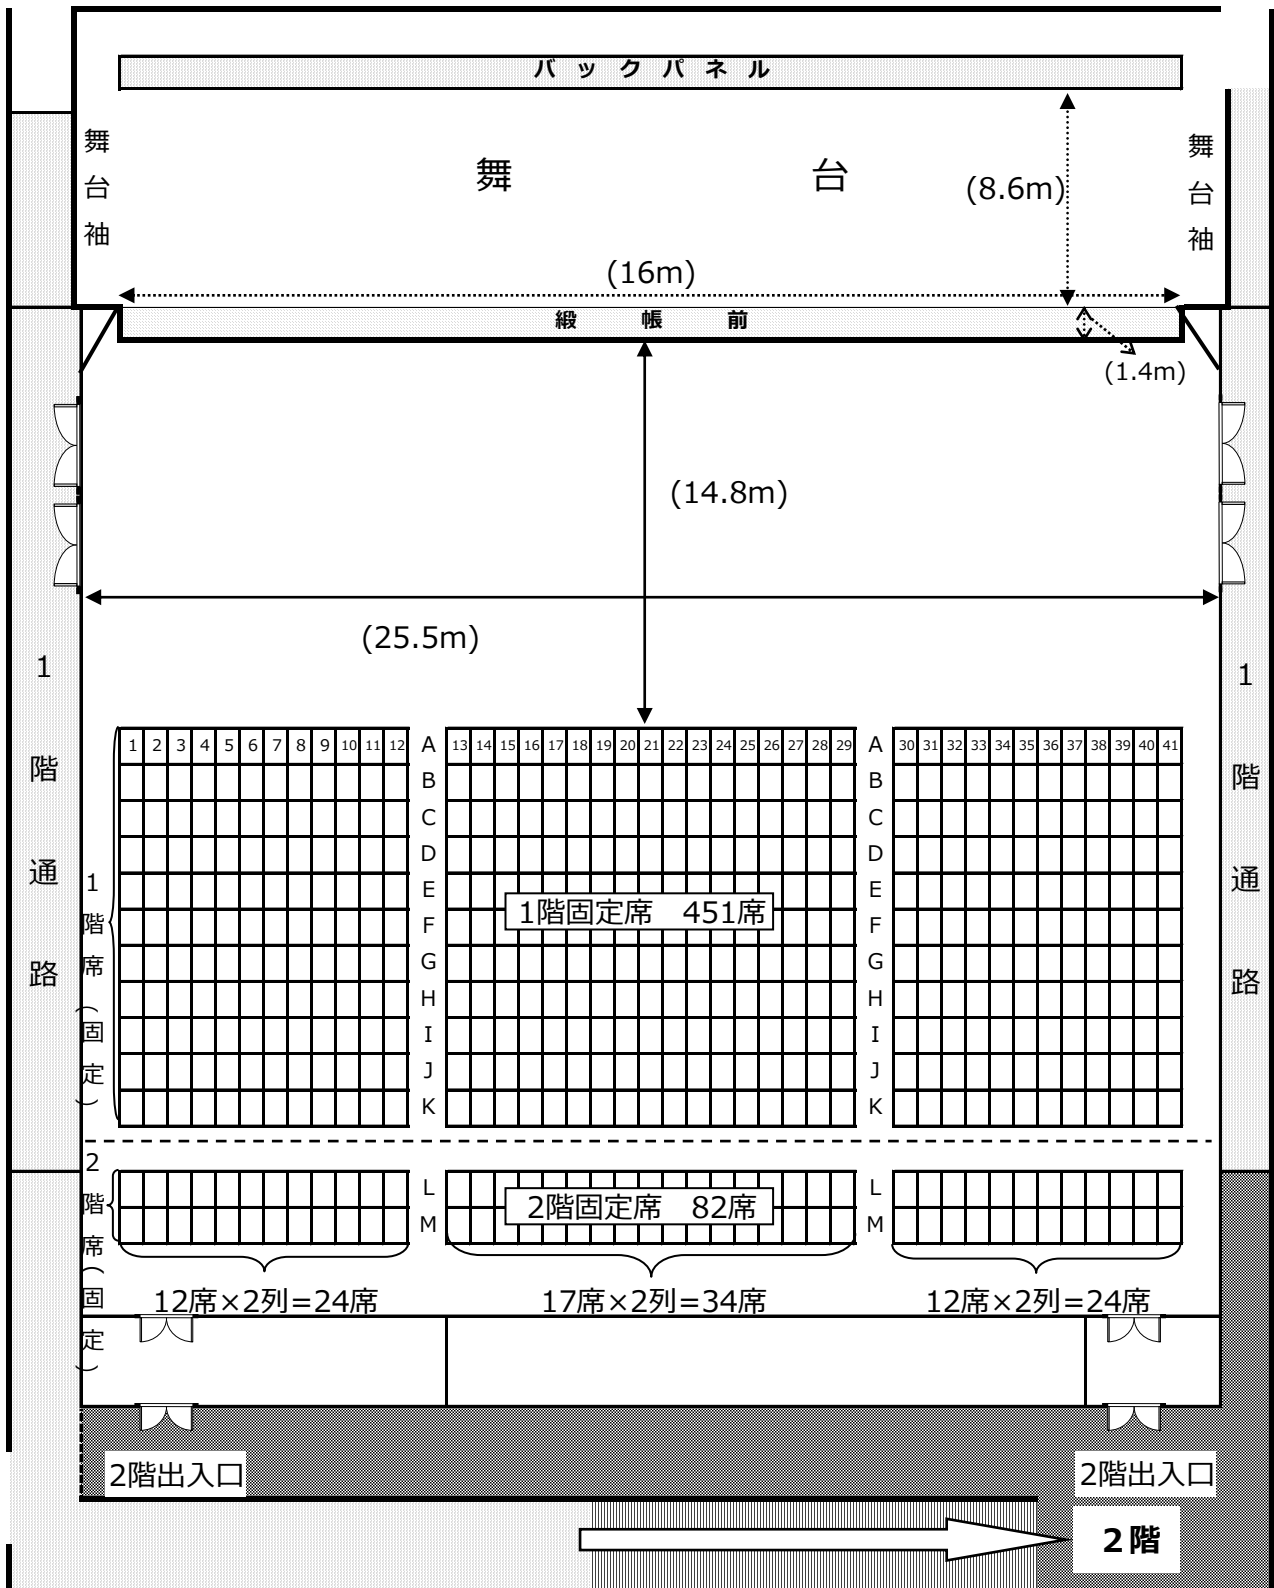 バックパネル
舞台袖
舞台
舞台袖
(8.6m)
(16m)
緞帳前
(1.4m)
(14.8m)
(25.5m)
1階通路
1階通路
1 2 3 4 5 6 7 8 9 10 11 12 A 13 14 15 16 17 18 19 20 21 22 23 24 25 26 27 28 29 A 30 31 32 33 34 35 36 37 38 39 40 41
B B
C C
D D
E E
F F
G G
H H
I I
J J
K K
1階席(固定)
1階固定席 451席
2階席(固定)
L L
M M
2階固定席 82席
12席×2列=24席 17席×2列=34席 12席×2列=24席
2階出入口 2階出入口
2階